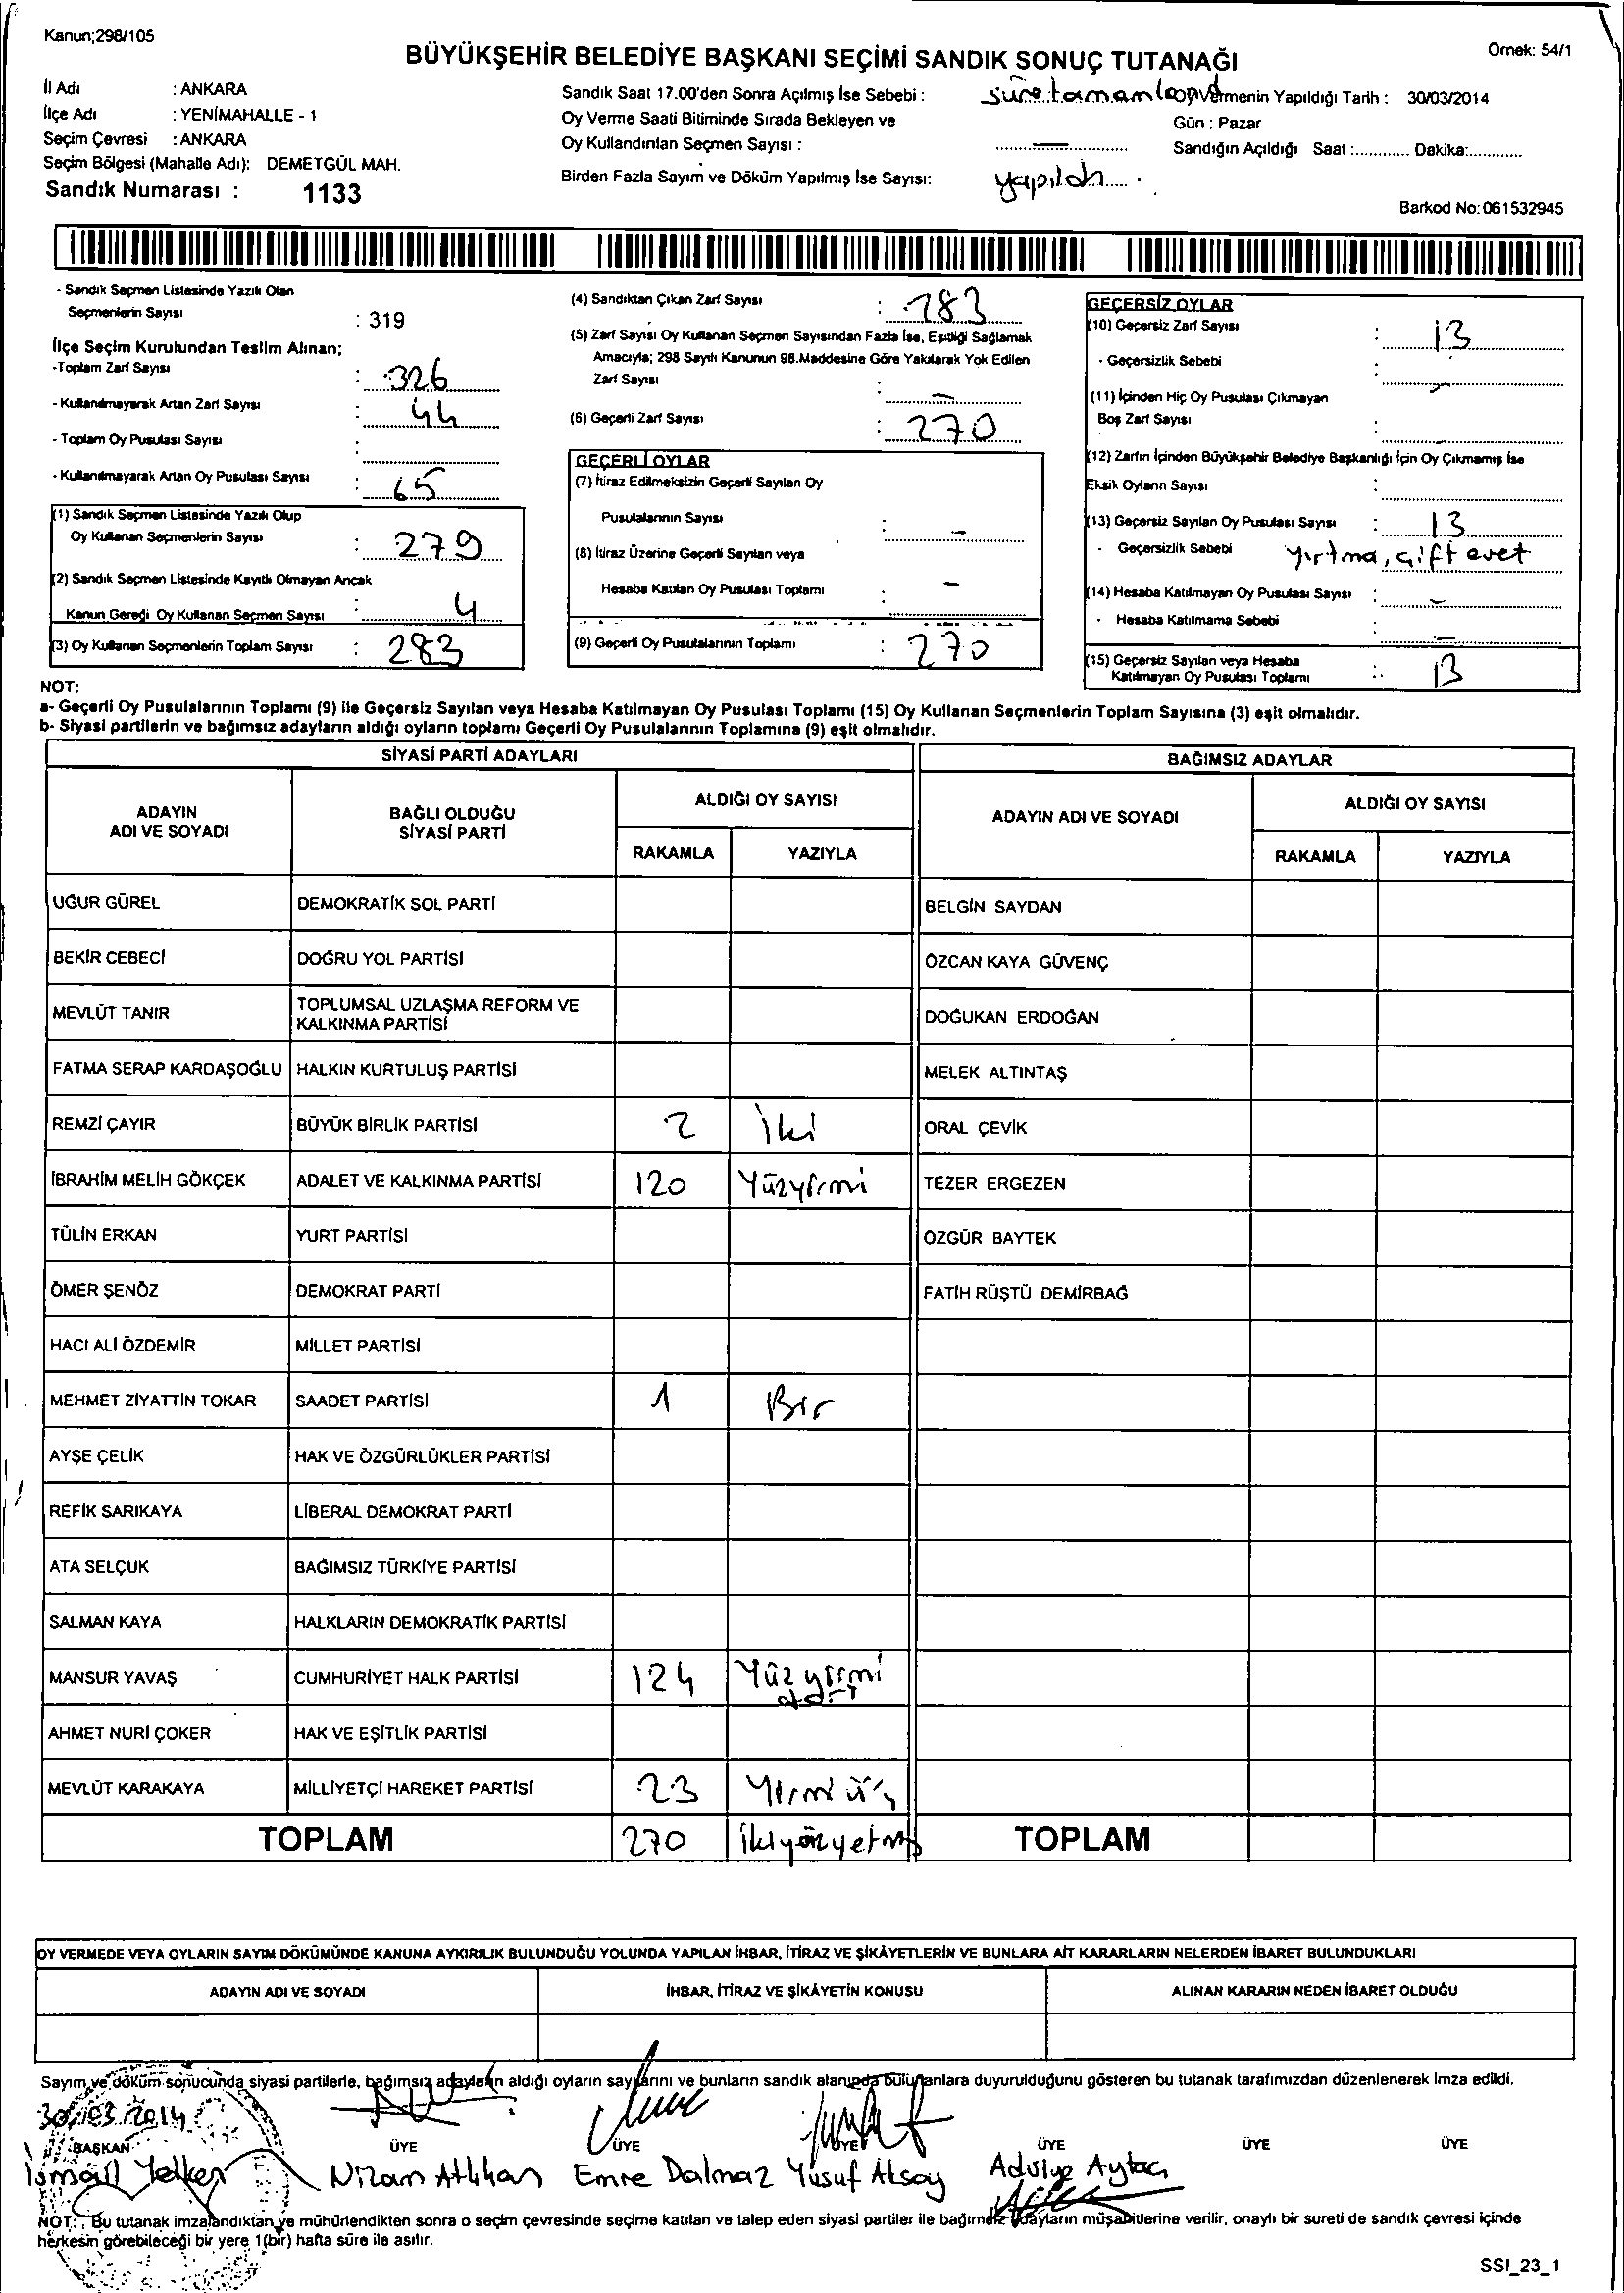 Kanun;298/105
Örnek: 54/1
BÜYÜKŞEHİR BELEDİYE BAŞKANI SEÇİMİ SANDIK SONUÇ TUTANAĞI
İl Adı : ANKARA
İlçe Adı : YENİMAHALLE - 1
Seçim Çevresi : ANKARA
Seçim Bölgesi (Mahalle Adı): DEMETGÜL MAH.
Sandık Numarası : 1133
Sandık Saat 17.00'den Sonra Açılmış İse Sebebi :
Oy Verme Saati Bitiminde Sırada Bekleyen ve
Oy Kullandırılan Seçmen Sayısı : —
Birden Fazla Sayım ve Döküm Yapılmış İse Sayısı: yapıldı
Oy Vermenin Yapıldığı Tarih : 30/03/2014
Gün : Pazar
Sandığın Açıldığı Saat :............ Dakika:............
Barkod No:061532945
- Sandık Seçmen Listesinde Yazılı Olan
Seçmenlerin Sayısı : 319
İlçe Seçim Kurulundan Teslim Alınan;
-Toplam Zarf Sayısı : 326
- Kullanılmayarak Artan Zarf Sayısı : 44
- Toplam Oy Pusulası Sayısı :
- Kullanılmayarak Artan Oy Pusulası Sayısı : 65
(1) Sandık Seçmen Listesinde Yazılı Olup
Oy Kullanan Seçmenlerin Sayısı : 279
(2) Sandık Seçmen Listesinde Kayıtlı Olmayan Ancak
Kanun Gereği Oy Kullanan Seçmen Sayısı : 4
(3) Oy Kullanan Seçmenlerin Toplam Sayısı : 283
(4) Sandıktan Çıkan Zarf Sayısı : 283
(5) Zarf Sayısı Oy Kullanan Seçmen Sayısından Fazla İse, Eşitliği Sağlamak
Amacıyla; 298 Sayılı Kanunun 98.Maddesine Göre Yakılarak Yok Edilen
Zarf Sayısı : —
(6) Geçerli Zarf Sayısı : 270
GEÇERLİ OYLAR
(7) İtiraz Edilmeksizin Geçerli Sayılan Oy
Pusulalarının Sayısı : —
(8) İtiraz Üzerine Geçerli Sayılan veya
Hesaba Katılan Oy Pusulası Toplamı : —
(9) Geçerli Oy Pusulalarının Toplamı : 270
GEÇERSİZ OYLAR
(10) Geçersiz Zarf Sayısı : 13
- Geçersizlik Sebebi :
(11) İçinden Hiç Oy Pusulası Çıkmayan —
Boş Zarf Sayısı : —
(12) Zarfın İçinden Büyükşehir Belediye Başkanlığı İçin Oy Çıkmamış İse
Eksik Oyların Sayısı :
(13) Geçersiz Sayılan Oy Pusulası Sayısı : 13
- Geçersizlik Sebebi yırtma, çift evet
(14) Hesaba Katılmayan Oy Pusulası Sayısı : —
- Hesaba Katılmama Sebebi : —
(15) Geçersiz Sayılan veya Hesaba
Katılmayan Oy Pusulası Toplamı : 13
NOT:
a- Geçerli Oy Pusulalarının Toplamı (9) ile Geçersiz Sayılan veya Hesaba Katılmayan Oy Pusulası Toplamı (15) Oy Kullanan Seçmenlerin Toplam Sayısına (3) eşit olmalıdır.
b- Siyasi partilerin ve bağımsız adayların aldığı oyların toplamı Geçerli Oy Pusulalarının Toplamına (9) eşit olmalıdır.
SİYASİ PARTİ ADAYLARI BAĞIMSIZ ADAYLAR
ADAYIN ADI VE SOYADI BAĞLI OLDUĞU SİYASİ PARTİ ALDIĞI OY SAYISI ADAYIN ADI VE SOYADI ALDIĞI OY SAYISI
RAKAMLA YAZIYLA RAKAMLA YAZIYLA
UĞUR GÜREL DEMOKRATİK SOL PARTİ BELGİN SAYDAN
BEKİR CEBECİ DOĞRU YOL PARTİSİ ÖZCAN KAYA GÜVENÇ
MEVLÜT TANIR TOPLUMSAL UZLAŞMA REFORM VE KALKINMA PARTİSİ DOĞUKAN ERDOĞAN
FATMA SERAP KARDAŞOĞLU HALKIN KURTULUŞ PARTİSİ MELEK ALTINTAŞ
REMZİ ÇAYIR BÜYÜK BİRLİK PARTİSİ 2 iki ORAL ÇEVİK
İBRAHİM MELİH GÖKÇEK ADALET VE KALKINMA PARTİSİ 120 Yüzyirmi TEZER ERGEZEN
TÜLİN ERKAN YURT PARTİSİ ÖZGÜR BAYTEK
ÖMER ŞENÖZ DEMOKRAT PARTİ FATİH RÜŞTÜ DEMİRBAĞ
HACI ALİ ÖZDEMİR MİLLET PARTİSİ
MEHMET ZİYATTİN TOKAR SAADET PARTİSİ 1 Bir
AYŞE ÇELİK HAK VE ÖZGÜRLÜKLER PARTİSİ
REFİK SARIKAYA LİBERAL DEMOKRAT PARTİ
ATA SELÇUK BAĞIMSIZ TÜRKİYE PARTİSİ
SALMAN KAYA HALKLARIN DEMOKRATİK PARTİSİ
MANSUR YAVAŞ CUMHURİYET HALK PARTİSİ 124 Yüzyirmi dört
AHMET NURİ ÇOKER HAK VE EŞİTLİK PARTİSİ
MEVLÜT KARAKAYA MİLLİYETÇİ HAREKET PARTİSİ 23 Yirmi üç
TOPLAM 270 ikiyüzyetmiş TOPLAM
OY VERMEDE VEYA OYLARIN SAYIM DÖKÜMÜNDE KANUNA AYKIRILIK BULUNDUĞU YOLUNDA YAPILAN İHBAR, İTİRAZ VE ŞİKÂYETLERİN VE BUNLARA AİT KARARLARIN NELERDEN İBARET BULUNDUKLARI
ADAYIN ADI VE SOYADI İHBAR, İTİRAZ VE ŞİKÂYETİN KONUSU ALINAN KARARIN NEDEN İBARET OLDUĞU
Sayım ve döküm sonucunda siyasi partilerle, bağımsız adayların aldığı oyların sayılarını ve bunların sandık alanında bulunanlara duyurulduğunu gösteren bu tutanak tarafımızdan düzenlenerek imza edildi.
30/03/2014
BAŞKAN ÜYE ÜYE ÜYE ÜYE ÜYE ÜYE
İsmail Yelken Nizam Atlıhan Emre Dalmaz Yusuf Aksoy Adviye Aytaç
NOT: Bu tutanak imzalandıktan ve mühürlendikten sonra o seçim çevresinde seçime katılan ve talep eden siyasi partiler ile bağımsız adayların müşahitlerine verilir, onaylı bir sureti de sandık çevresi içinde
herkesin görebileceği bir yere 1(bir) hafta süre ile asılır.
SSI_23_1